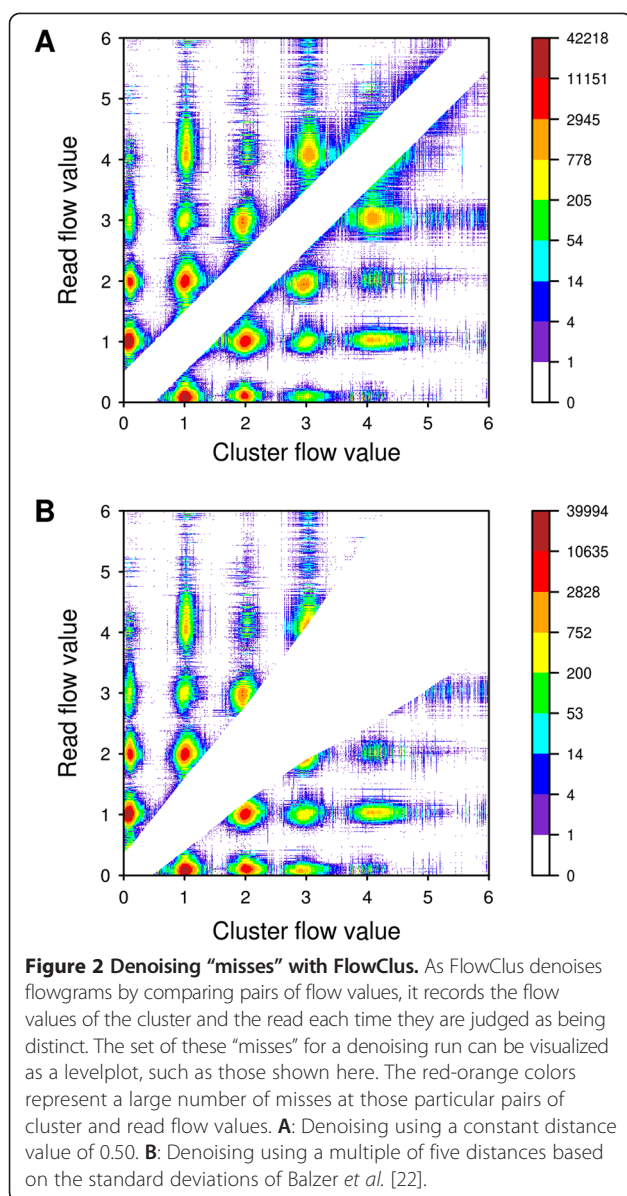 A
6
5
4
3
2
1
0
Read flow value
0 1 2 3 4 5 6
Cluster flow value
42218
11151
2945
778
205
54
14
4
1
0
B
6
5
4
3
2
1
0
Read flow value
0 1 2 3 4 5 6
Cluster flow value
39994
10635
2828
752
200
53
14
4
1
0
Figure 2 Denoising “misses” with FlowClus. As FlowClus denoises
flowgrams by comparing pairs of flow values, it records the flow
values of the cluster and the read each time they are judged as being
distinct. The set of these “misses” for a denoising run can be visualized
as a levelplot, such as those shown here. The red-orange colors
represent a large number of misses at those particular pairs of
cluster and read flow values. A: Denoising using a constant distance
value of 0.50. B: Denoising using a multiple of five distances based
on the standard deviations of Balzer et al. [22].